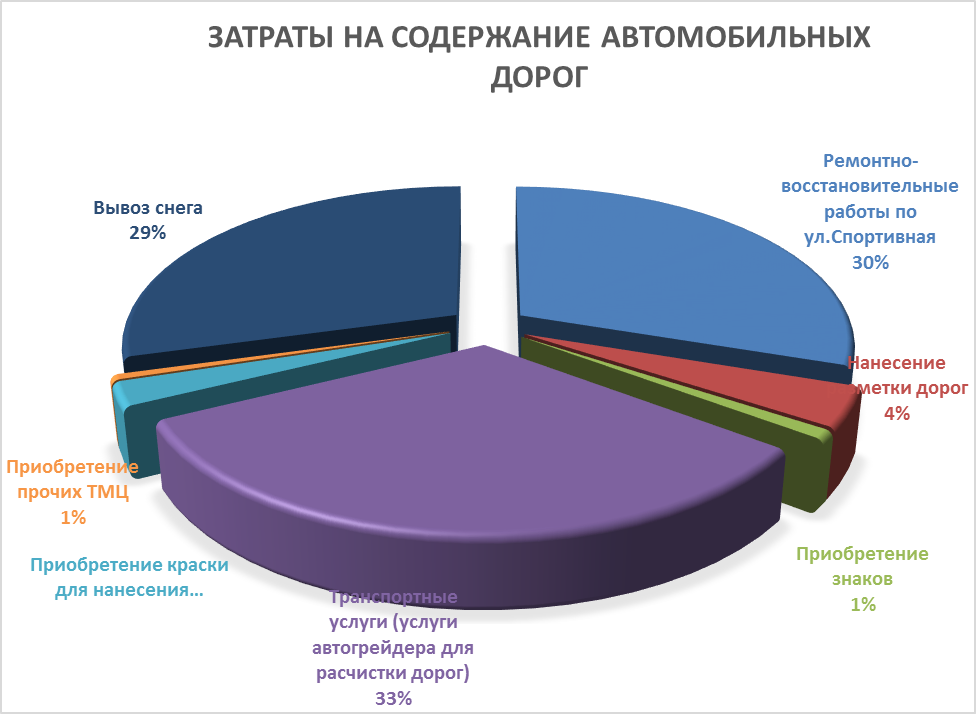 ЗАТРАТЫ НА СОДЕРЖАНИЕ АВТОМОБИЛЬНЫХ
ДОРОГ
Ремонтно-
восстановительные
работы по
ул.Спортивная
30%
Вывоз снега
29%
Нанесение
метки дорог
4%
Приобретение
прочих ТМЦ
1%
Приобретение краски
для нанесения...
Приобретение
знаков
1%
Транспортные
услуги (услуги
автогрейдера для
расчистки дорог)
33%